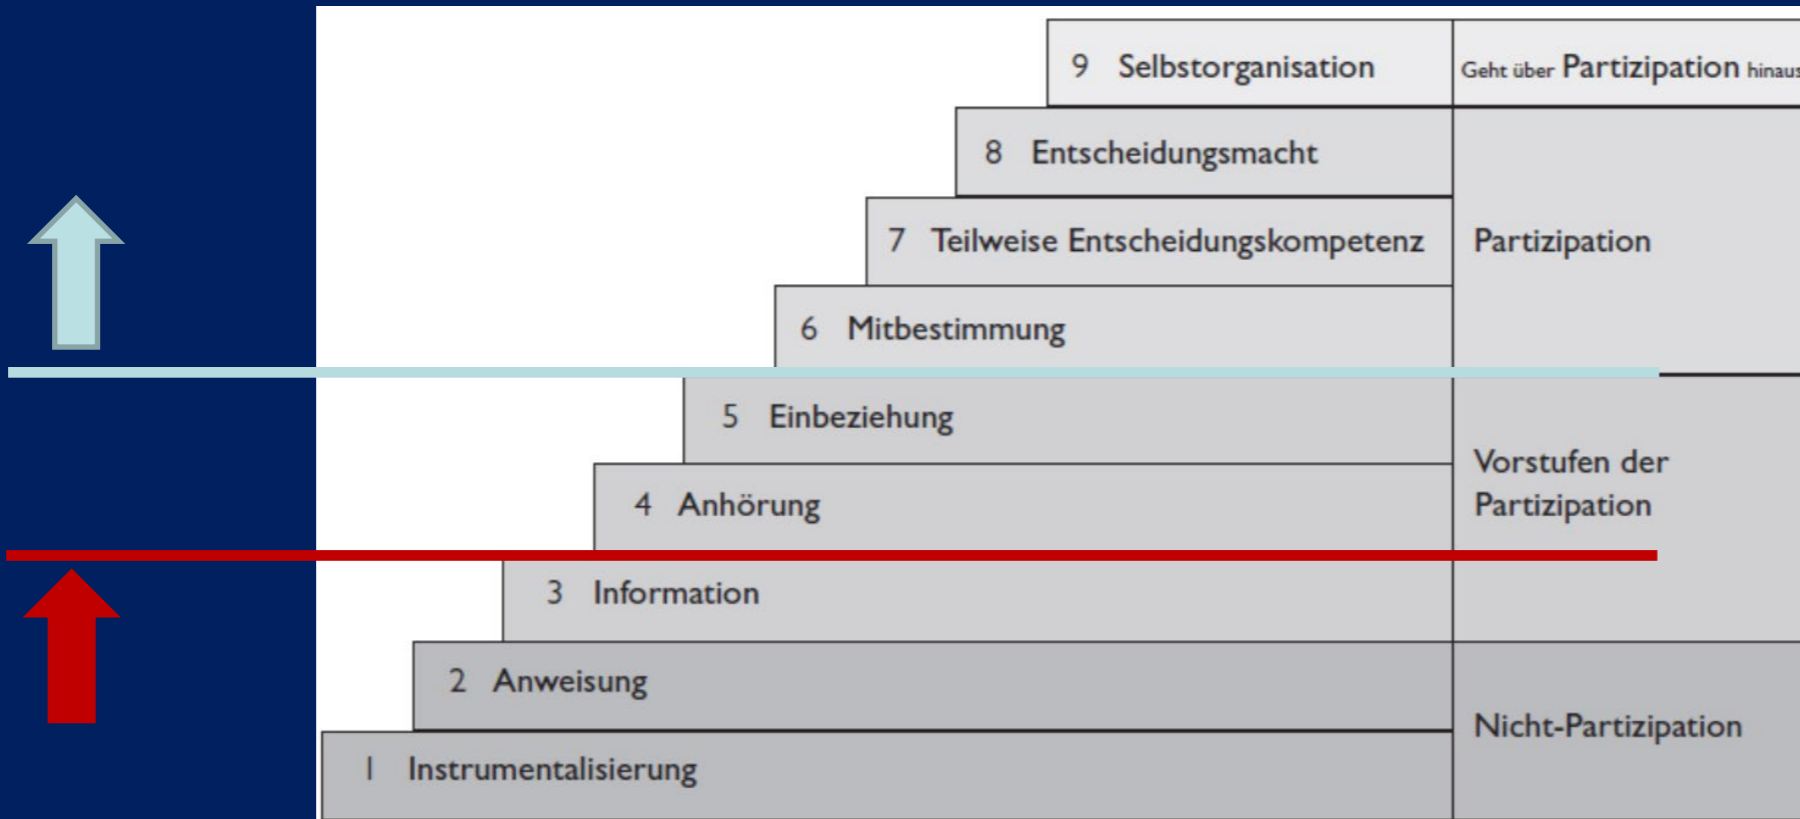 9 Selbstorganisation
Geht über Partizipation hinaus
8 Entscheidungsmacht
7 Teilweise Entscheidungskompetenz
Partizipation
6 Mitbestimmung
5 Einbeziehung
Vorstufen der
Partizipation
4 Anhörung
3 Information
2 Anweisung
Nicht-Partizipation
1 Instrumentalisierung